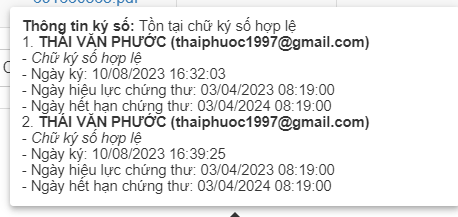 Thông tin ký số: Tồn tại chữ ký số hợp lệ
1. THÁI VĂN PHƯỚC (thaiphuoc1997@gmail.com)
- Chữ ký số hợp lệ
- Ngày ký: 10/08/2023 16:32:03
- Ngày hiệu lực chứng thư: 03/04/2023 08:19:00
- Ngày hết hạn chứng thư: 03/04/2024 08:19:00
2. THÁI VĂN PHƯỚC (thaiphuoc1997@gmail.com)
- Chữ ký số hợp lệ
- Ngày ký: 10/08/2023 16:39:25
- Ngày hiệu lực chứng thư: 03/04/2023 08:19:00
- Ngày hết hạn chứng thư: 03/04/2024 08:19:00